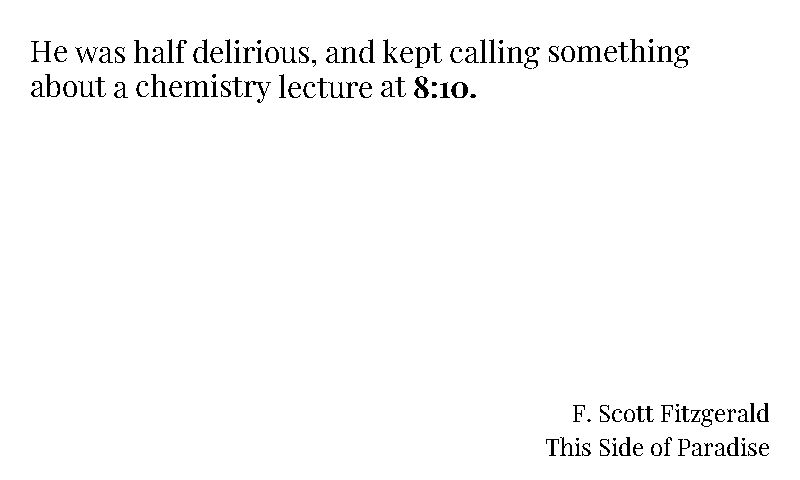 He was half delirious, and kept calling something
about a chemistry lecture at 8:10.
F. Scott Fitzgerald
This Side of Paradise